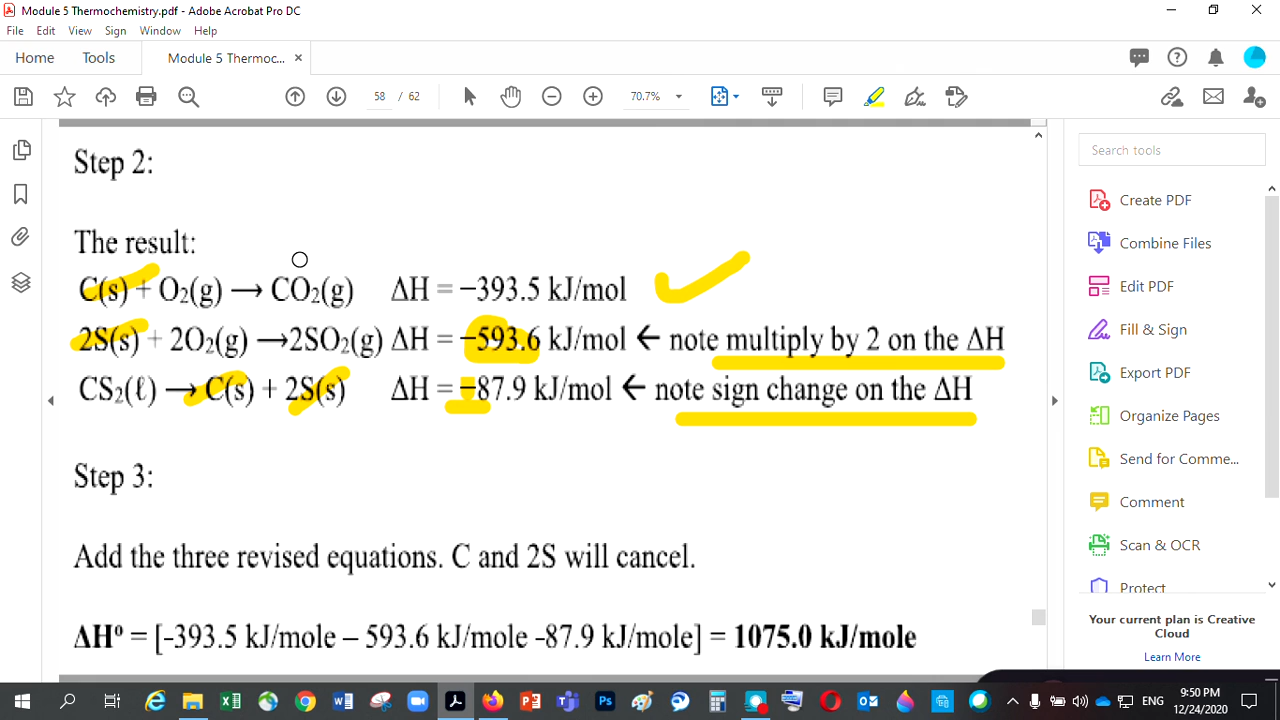 Module 5 Thermochemistry.pdf - Adobe Acrobat Pro DC
File Edit View Sign Window Help
Home Tools Module 5 Thermoc... ×
58 / 62 70.7%
Step 2:
The result:
C(s) + O₂(g) → CO₂(g) ΔH = −393.5 kJ/mol
2S(s) + 2O₂(g) →2SO₂(g) ΔH = −593.6 kJ/mol ← note multiply by 2 on the ΔH
CS₂(ℓ) → C(s) + 2S(s) ΔH = −87.9 kJ/mol ← note sign change on the ΔH
Step 3:
Add the three revised equations. C and 2S will cancel.
ΔHº = [-393.5 kJ/mole – 593.6 kJ/mole -87.9 kJ/mole] = 1075.0 kJ/mole
Search tools
Create PDF
Combine Files
Edit PDF
Fill & Sign
Export PDF
Organize Pages
Send for Comme...
Comment
Scan & OCR
Protect
Your current plan is Creative
Cloud
Learn More
ENG
9:50 PM
12/24/2020